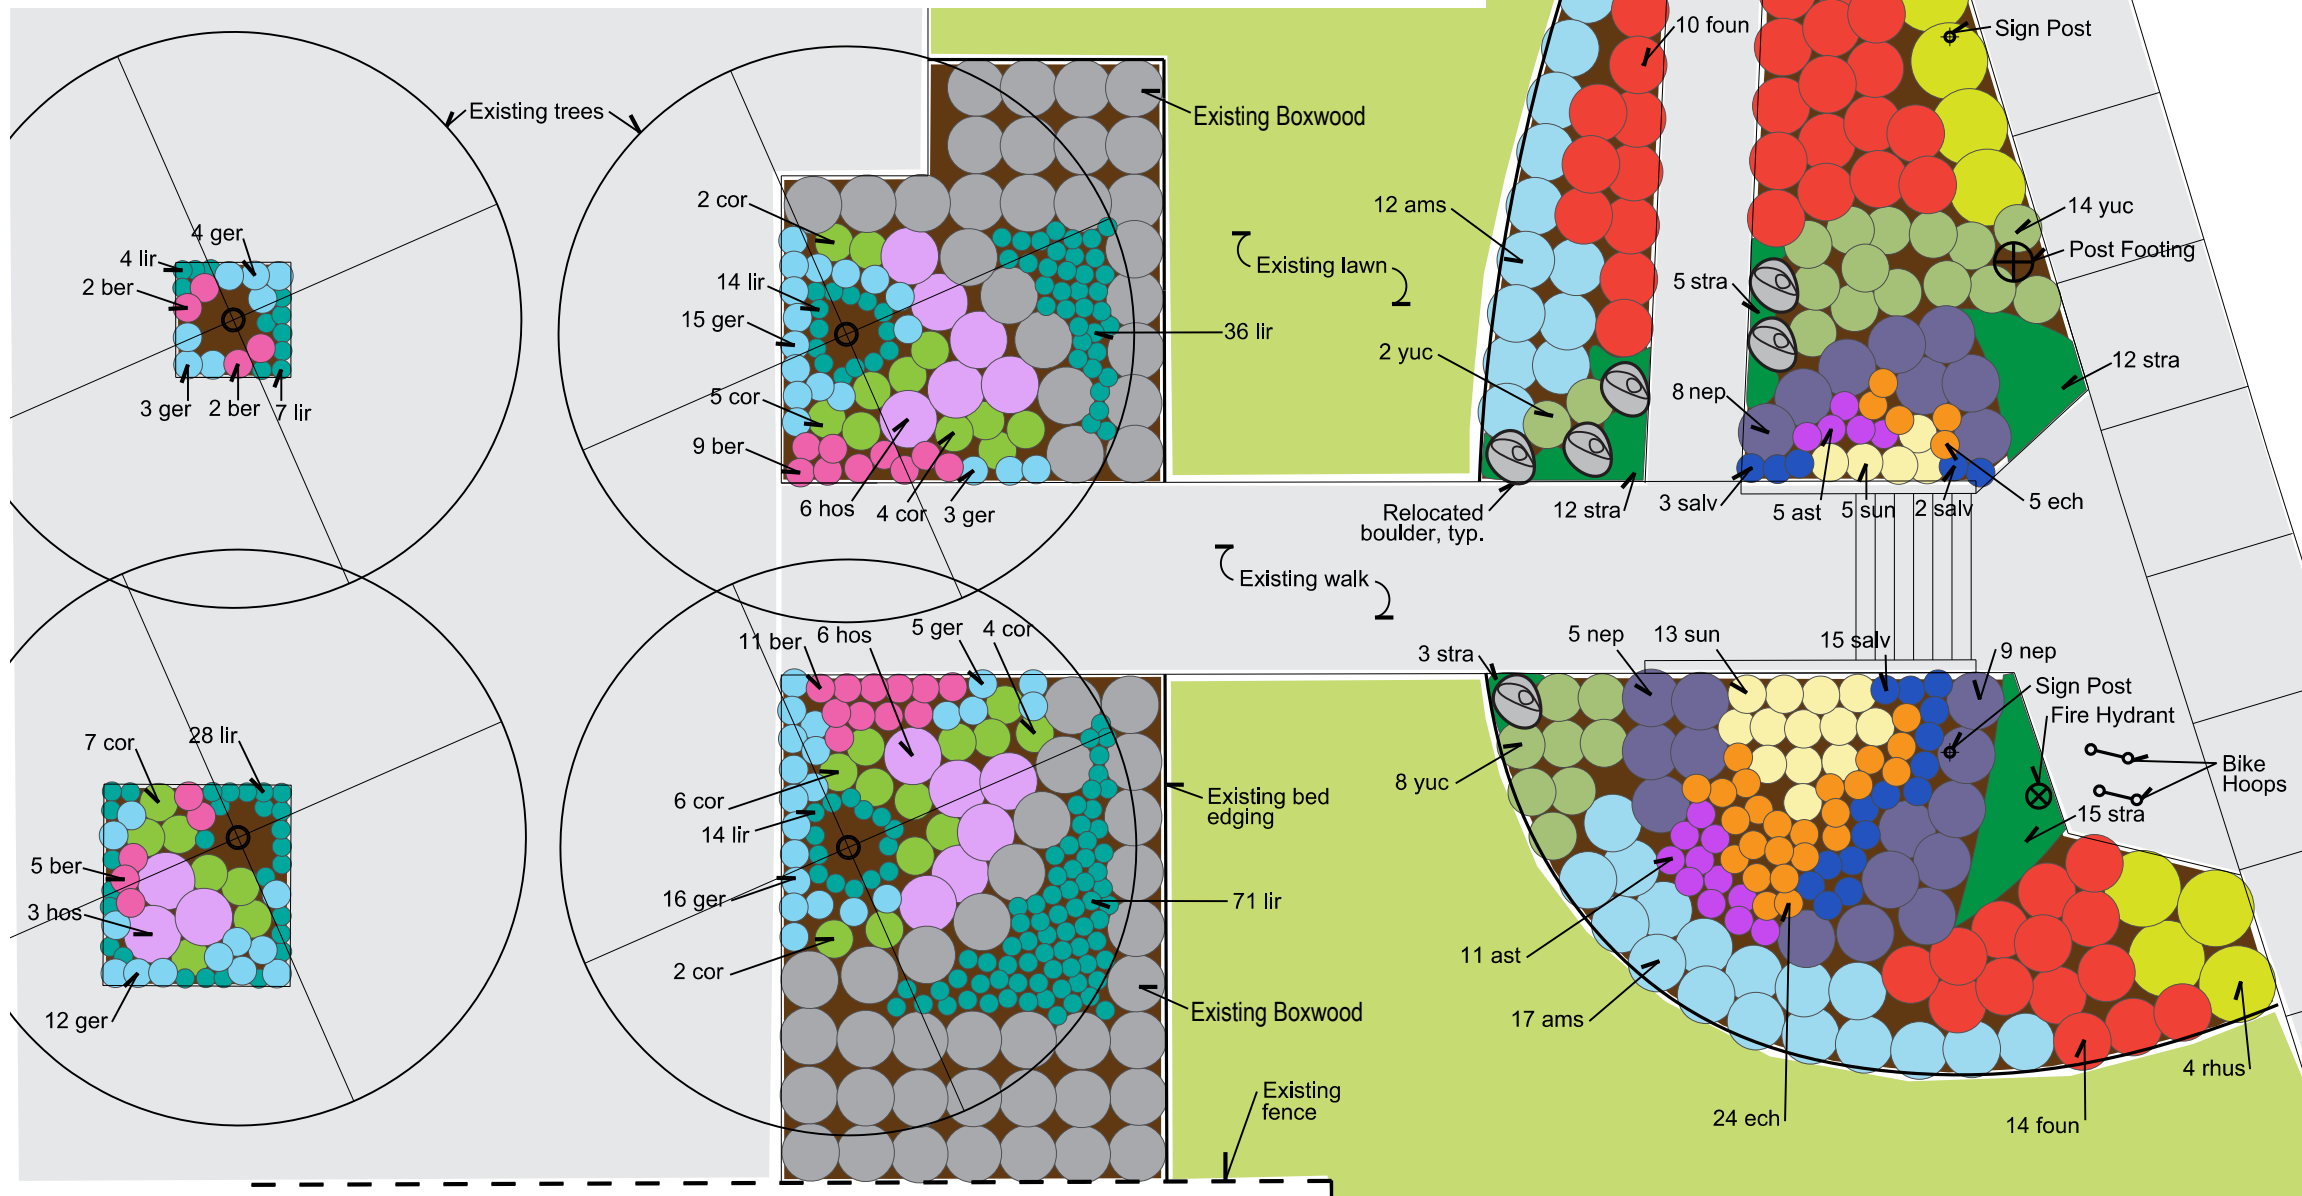 10 foun
Sign Post
Existing trees
Existing Boxwood
2 cor
4 ger
4 lir
2 ber
14 lir
15 ger
5 cor
9 ber
3 ger
2 ber
7 lir
6 hos
4 cor
3 ger
36 lir
Existing lawn
12 ams
2 yuc
14 yuc
Post Footing
5 stra
12 stra
8 nep
Relocated
boulder, typ.
12 stra
3 salv
5 ast
5 sun
2 salv
5 ech
Existing walk
11 ber
6 hos
5 ger
4 cor
3 stra
5 nep
13 sun
15 salv
9 nep
Sign Post
Fire Hydrant
Bike
Hoops
15 stra
7 cor
28 lir
8 yuc
6 cor
14 lir
Existing bed
edging
5 ber
3 hos
16 ger
71 lir
11 ast
2 cor
12 ger
Existing Boxwood
17 ams
4 rhus
Existing
fence
24 ech
14 foun